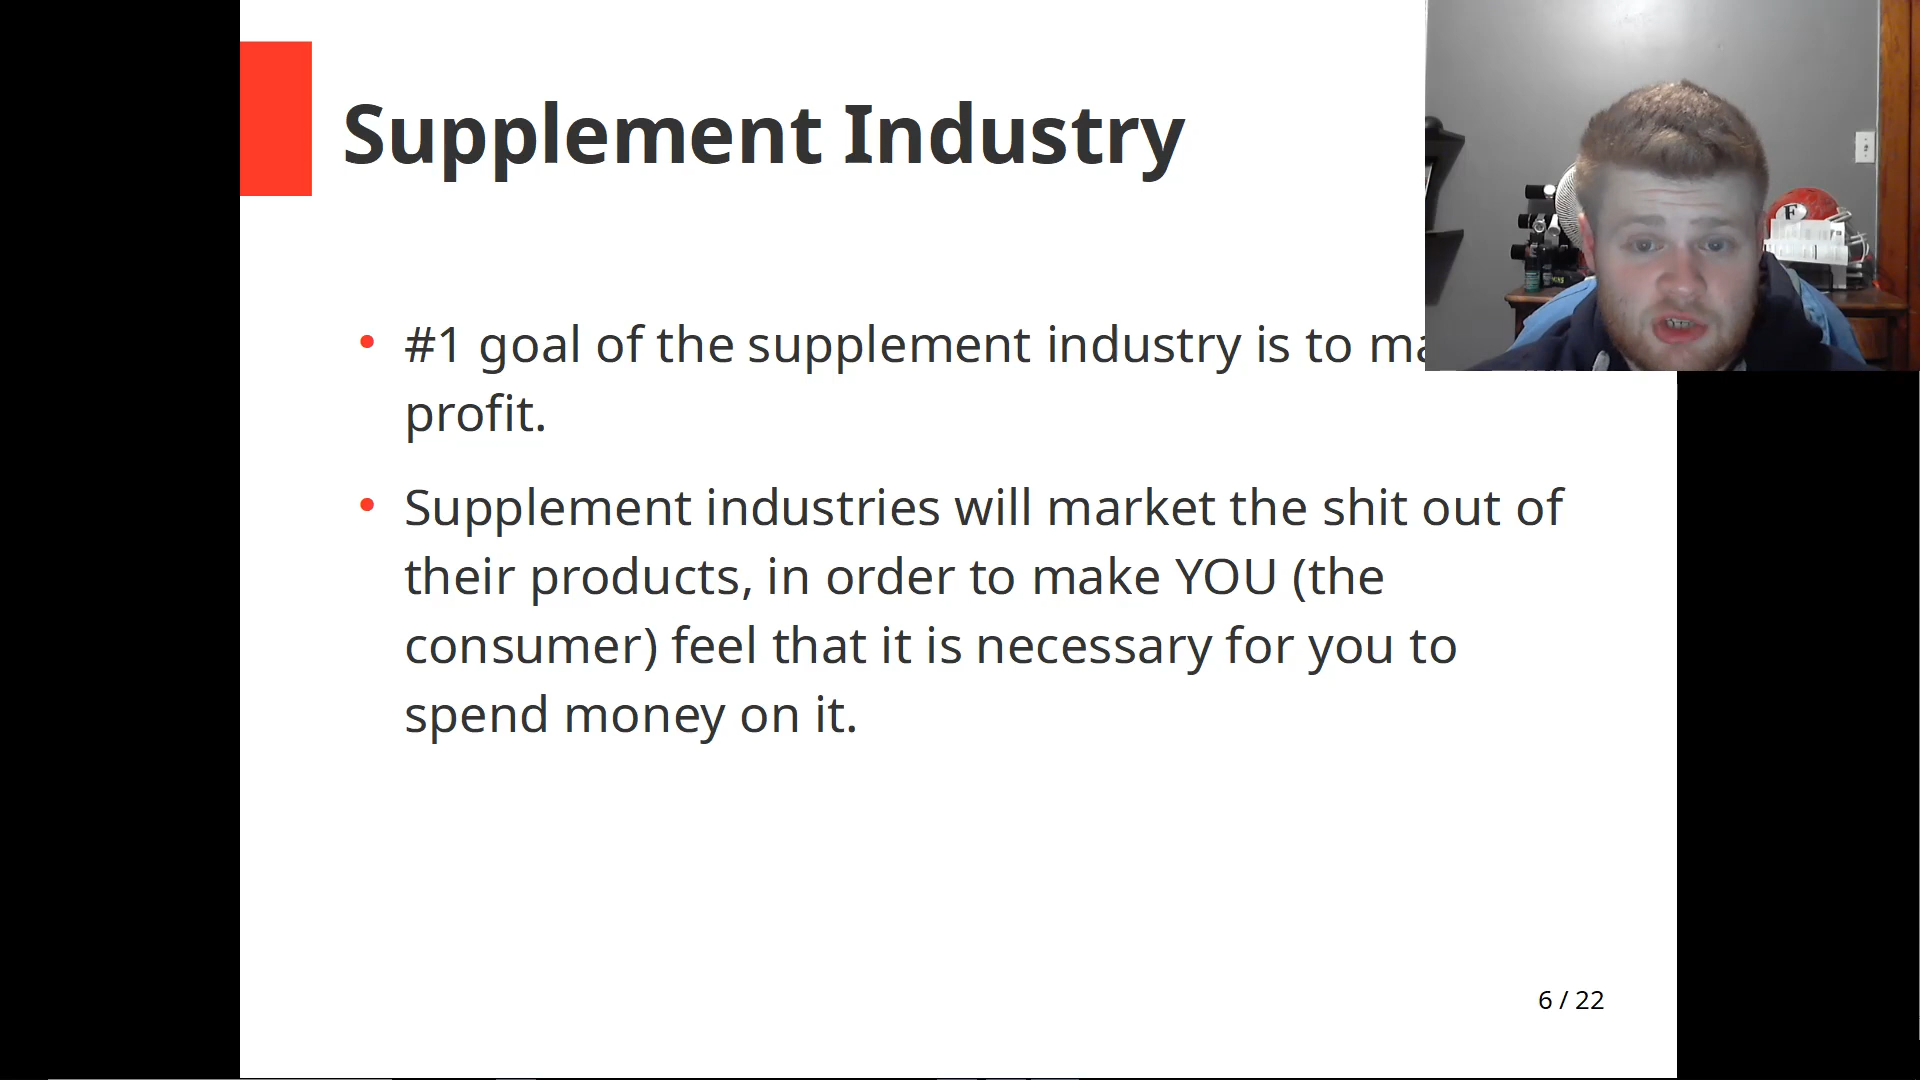 Supplement Industry
• #1 goal of the supplement industry is to
profit.
• Supplement industries will market the shit out of
their products, in order to make YOU (the
consumer) feel that it is necessary for you to
spend money on it.
F
6 / 22